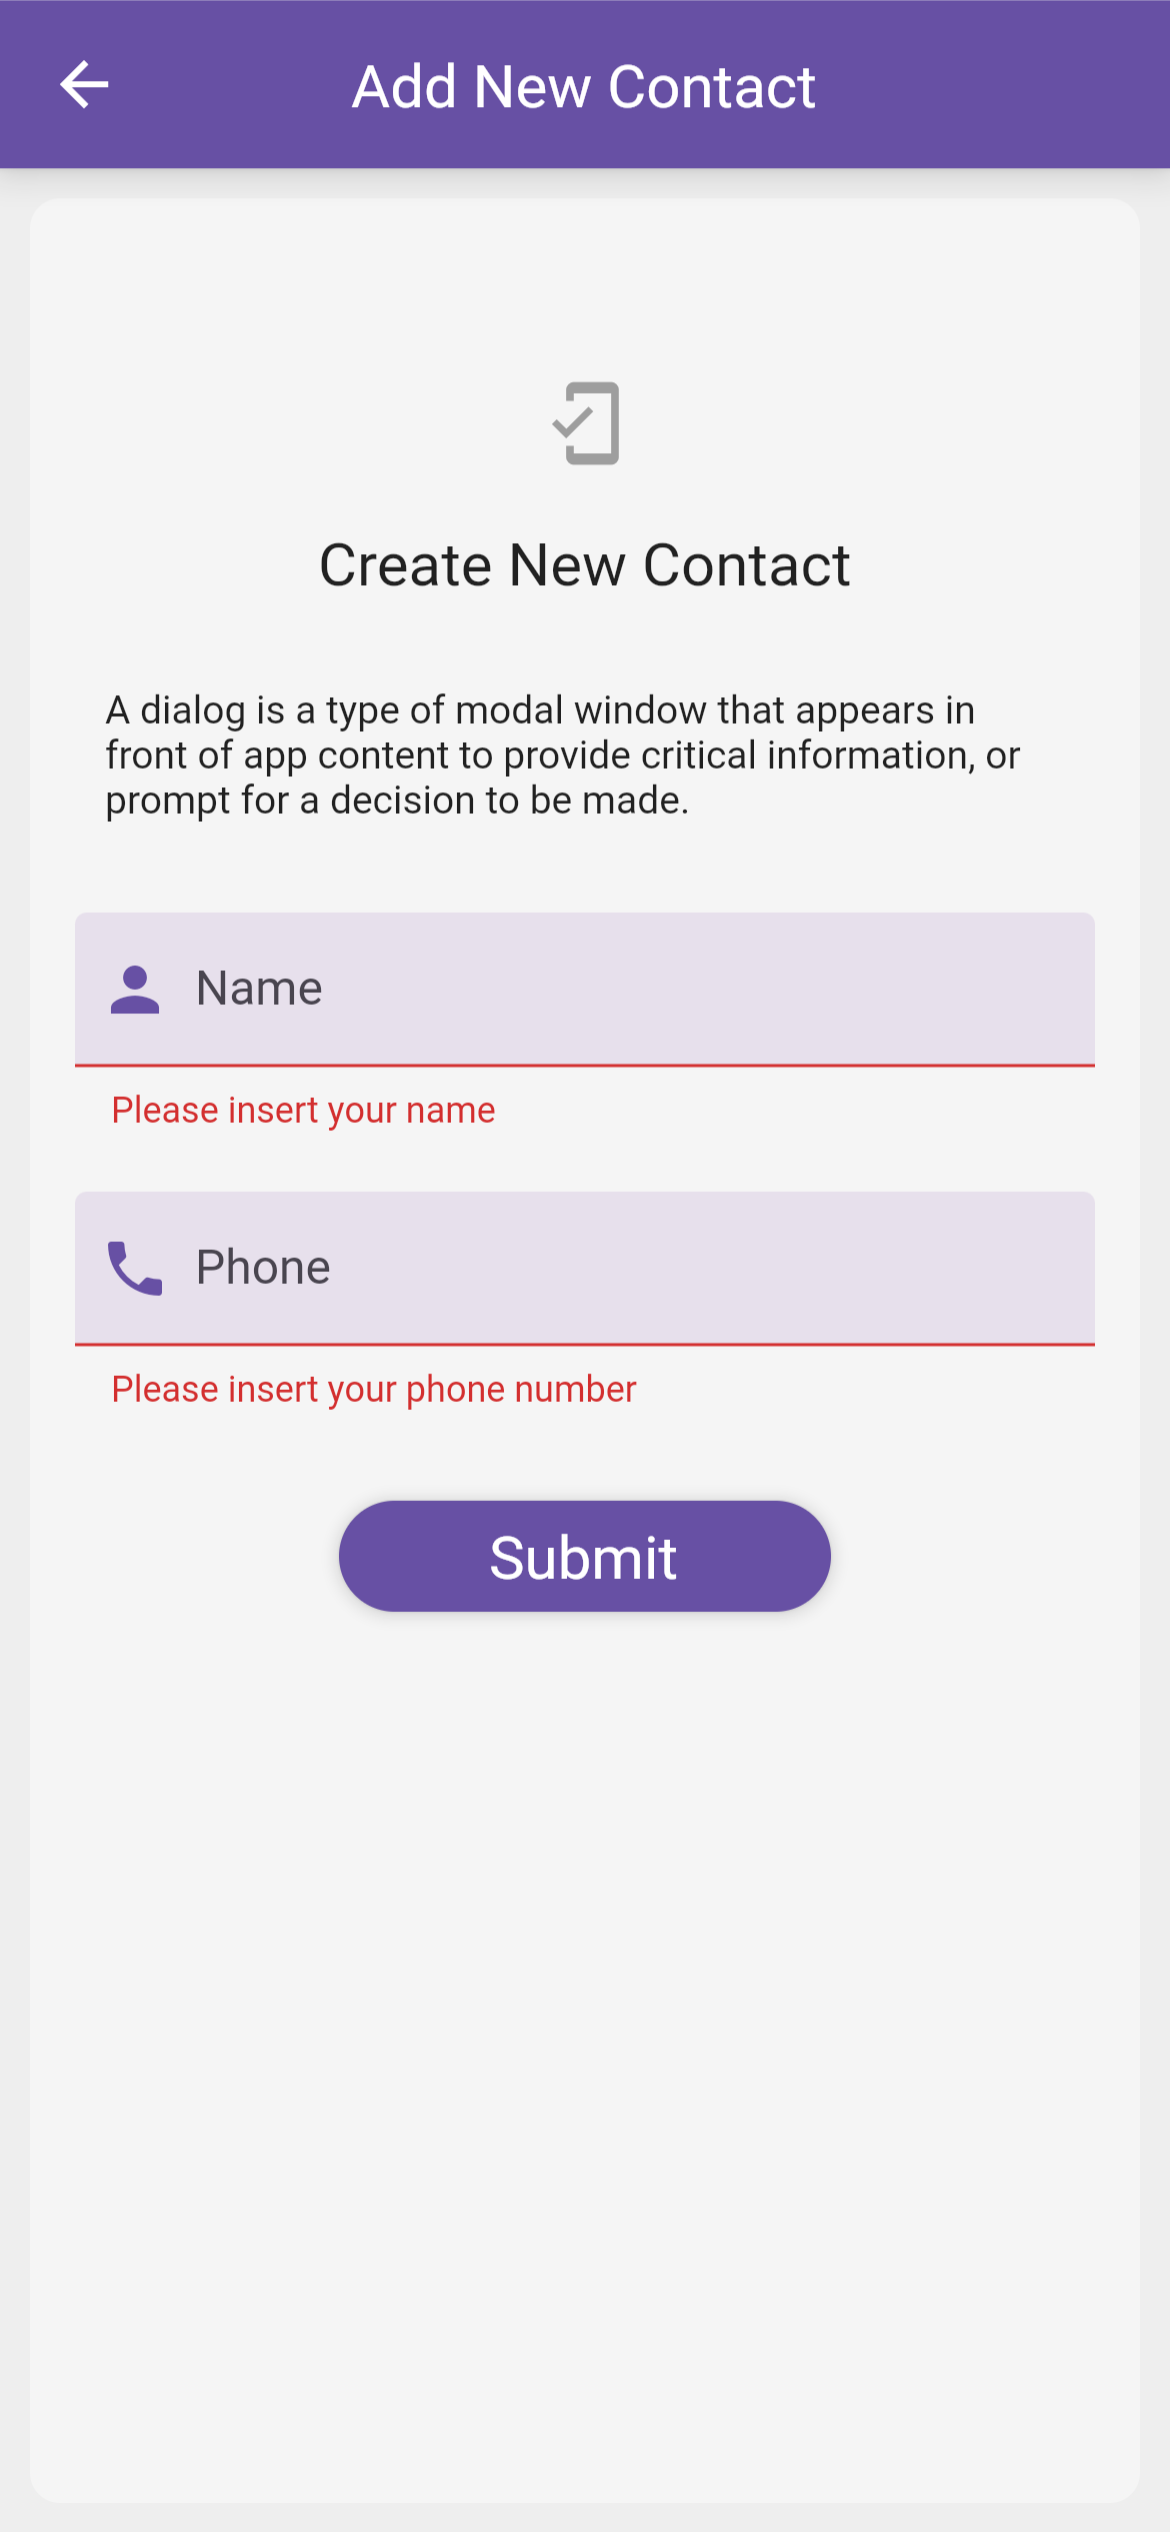 Add New Contact
Create New Contact
A dialog is a type of modal window that appears in
front of app content to provide critical information, or
prompt for a decision to be made.
Name
Please insert your name
Phone
Please insert your phone number
Submit